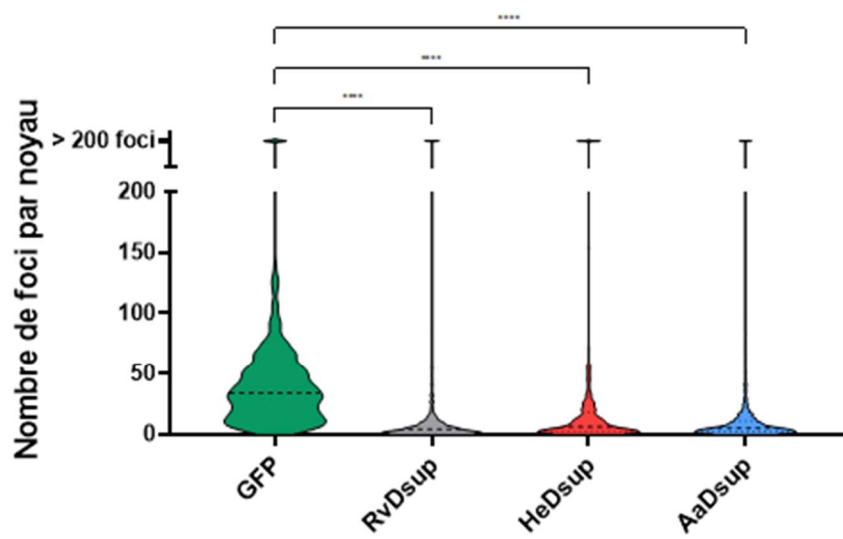 ****
****
****
Nombre de foci par noyau
> 200 foci
200
150
100
50
0
GFP
RvDsup
HeDsup
AaDsup